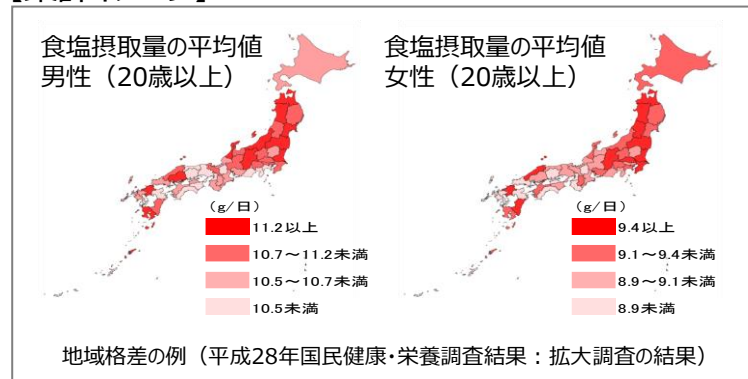 食塩摂取量の平均値
男性（20歳以上）
（g/日）
11.2以上
10.7～11.2未満
10.5～10.7未満
10.5未満
食塩摂取量の平均値
女性（20歳以上）
（g/日）
9.4以上
9.1～9.4未満
8.9～9.1未満
8.9未満
地域格差の例（平成28年国民健康・栄養調査結果：拡大調査の結果）